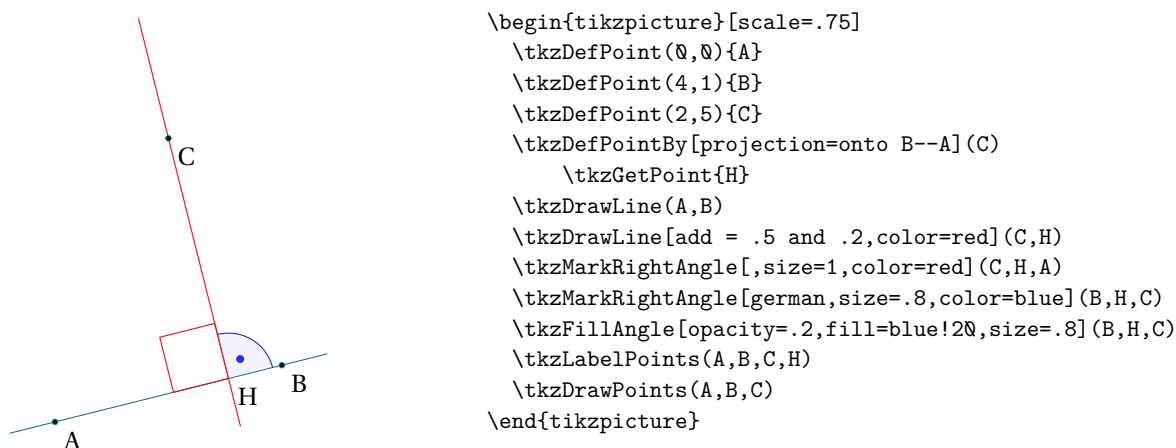 C
H
B
A
\begin{tikzpicture}[scale=.75]
\tkzDefPoint(0,0){A}
\tkzDefPoint(4,1){B}
\tkzDefPoint(2,5){C}
\tkzDefPointBy[projection=onto B--A](C)
\tkzGetPoint{H}
\tkzDrawLine(A,B)
\tkzDrawLine[add = .5 and .2,color=red](C,H)
\tkzMarkRightAngle[,size=1,color=red](C,H,A)
\tkzMarkRightAngle[german,size=.8,color=blue](B,H,C)
\tkzFillAngle[opacity=.2,fill=blue!20,size=.8](B,H,C)
\tkzLabelPoints(A,B,C,H)
\tkzDrawPoints(A,B,C)
\end{tikzpicture}